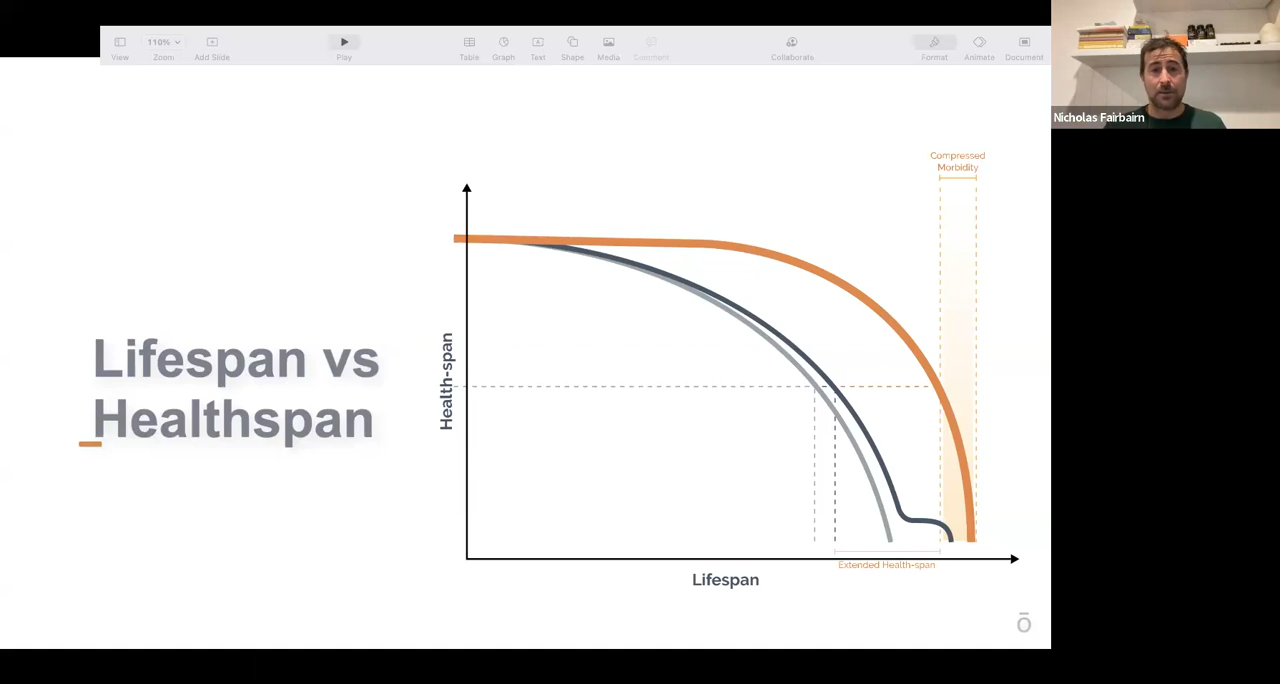 110%
View
Zoom
Add Slide
Play
Table
Graph
Text
Shape
Media
Comment
Collaborate
Format
Animate
Document
Nicholas Fairbairn
Compressed
Morbidity
Lifespan vs
Healthspan
Health-span
Extended Health-span
Lifespan
ō